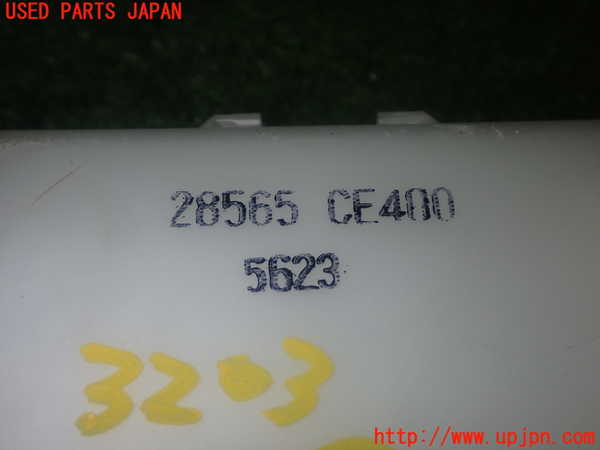 USED PARTS JAPAN
28565 CE400
5623
3203
http://www.upjpn.com